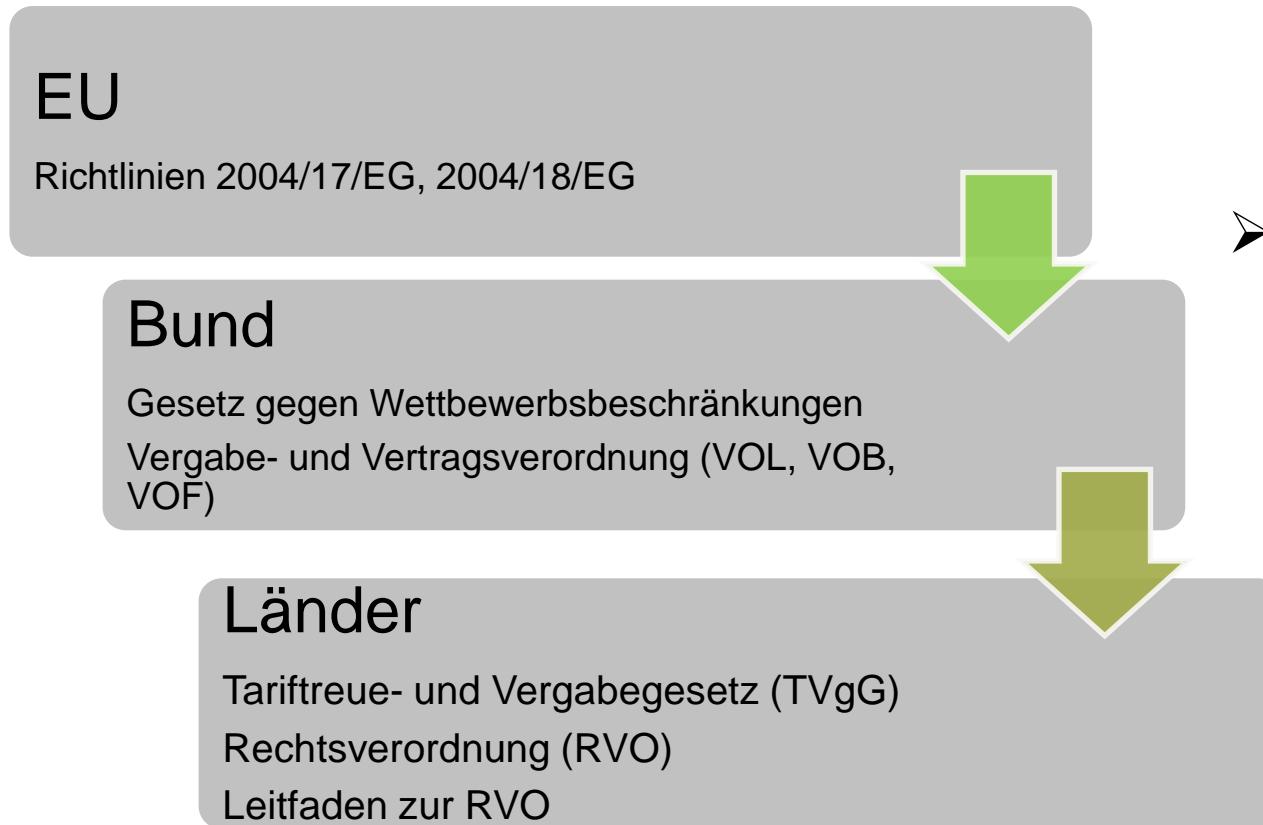 EU
Richtlinien 2004/17/EG, 2004/18/EG
➢
Bund
Gesetz gegen Wettbewerbsbeschränkungen
Vergabe- und Vertragsverordnung (VOL, VOB,
VOF)
Länder
Tariftreue- und Vergabegesetz (TVgG)
Rechtsverordnung (RVO)
Leitfaden zur RVO